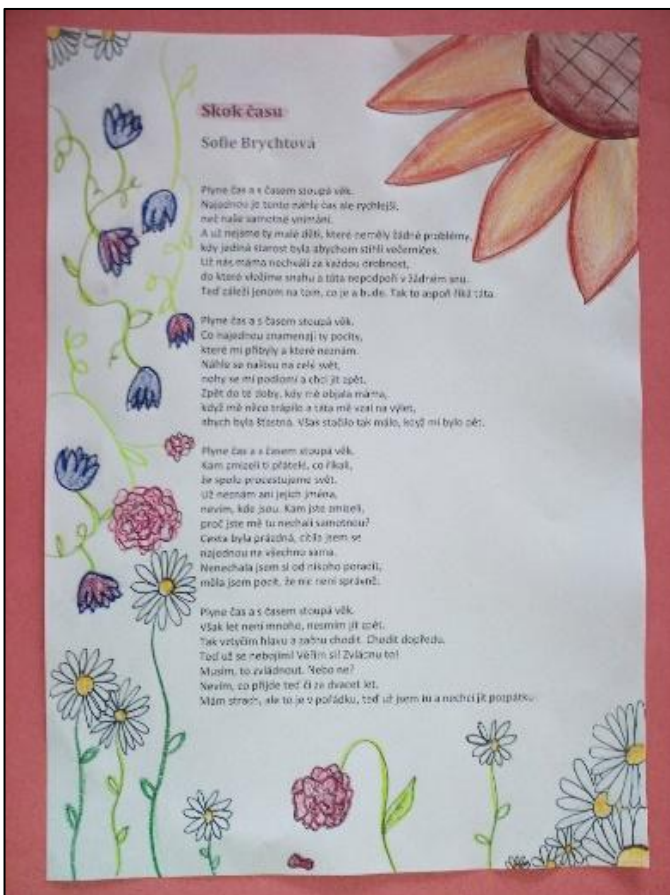 Skok času
Sofie Brychtová
Plyne čas a s časem stoupá věk.
Najednou je tento náhlý čas ale rychlejší,
než naše samotné vnímání.
A už nejsme ty malé děti, které neměly žádné problémy,
kdy jediná starost byla abychom stihli večerníček.
Už nás máma nechválí za každou drobnost,
do které vložíme snahu a táta nepodpoří v žádném snu.
Teď záleží jenom na tom, co je a bude. Tak to aspoň říká táta.
Plyne čas a s časem stoupá věk.
Co najednou znamenají ty pocity,
které mi přibyly a které neznám.
Náhle se naštvu na celý svět,
nohy se mi podlomí a chci jít zpět.
Zpět do té doby, kdy mě objala máma,
když mě něco trápilo a táta mě vzal na výlet,
abych byla šťastná. Však stačilo tak málo, když mi bylo pět.
Plyne čas a s časem stoupá věk.
Kam zmizeli ti přátelé, co říkali,
že spolu procestujeme svět.
Už neznám ani jejich jména,
nevím, kde jsou. Kam jste zmizeli,
proč jste mě tu nechali samotnou?
Cesta byla prázdná, cítila jsem se
najednou na všechno sama.
Nenechala jsem si od nikoho poradit,
měla jsem pocit, že nic není správně.
Plyne čas a s časem stoupá věk.
Však let není mnoho, nesmím jít zpět.
Tak vztyčím hlavu a začnu chodit. Chodit dopředu.
Teď už se nebojím! Věřím si! Zvládnu to!
Musím, to zvládnout. Nebo ne?
Nevím, co přijde teď či za dvacet let.
Mám strach, ale to je v pořádku, teď už jsem tu a nechci jít pozpátku.